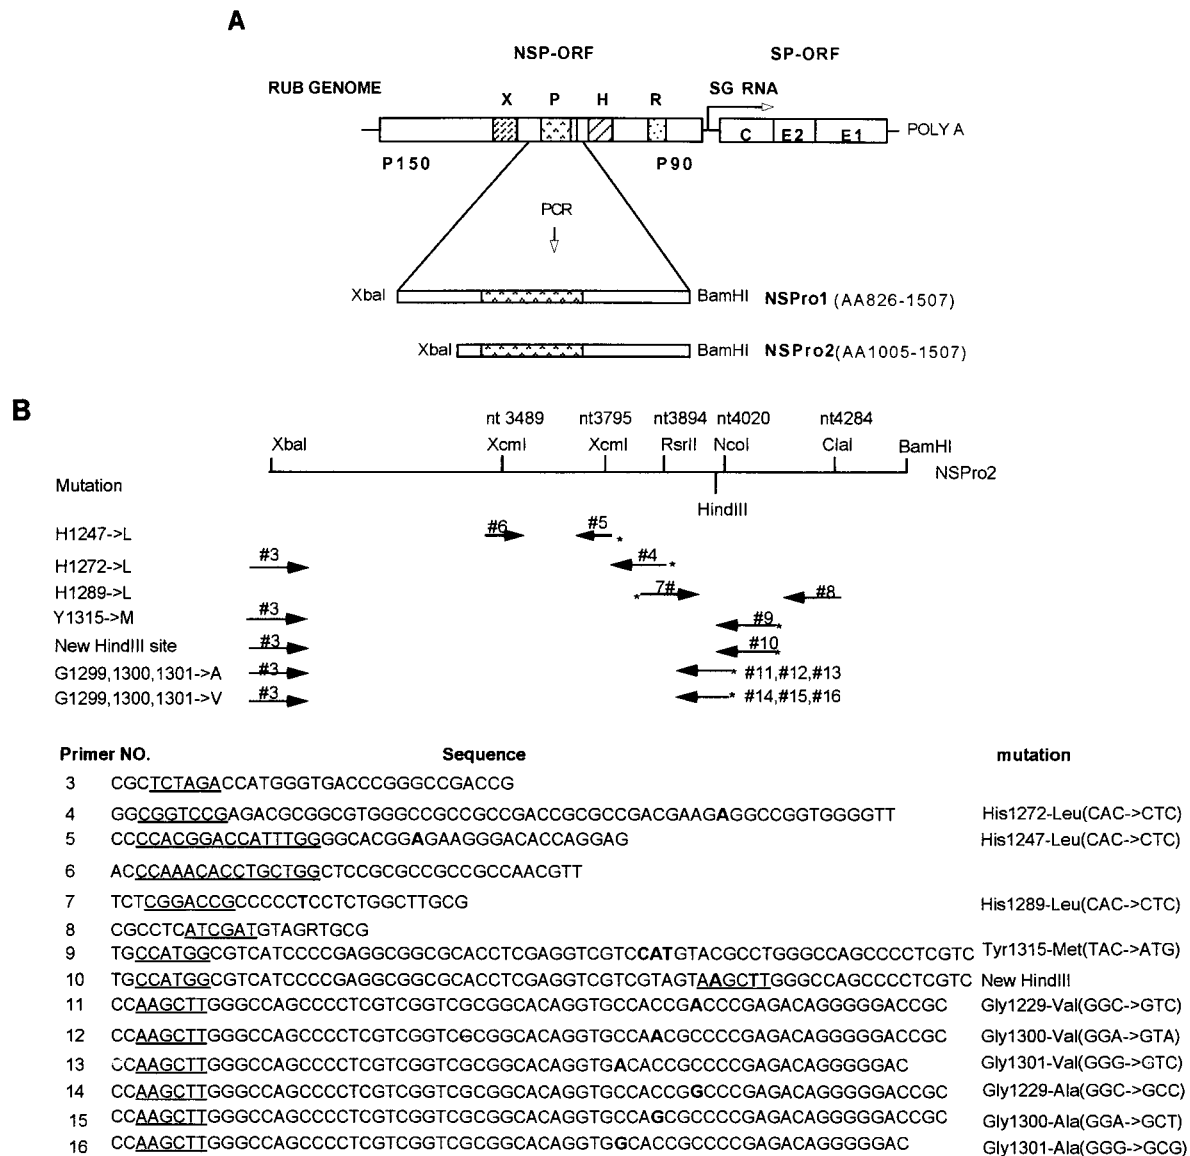 A
NSP-ORF SP-ORF
RUB GENOME SG RNA
X P H R
C E2 E1 POLY A
P150 P90
PCR
XbaI BamHI NSPro1 (AA826-1507)
XbaI BamHI NSPro2(AA1005-1507)
B
nt 3489 nt3795 nt3894 nt4020 nt4284
XbaI XcmI XcmI RsrII NcoI ClaI BamHI
NSPro2
Mutation
HindIII
H1247->L #6 #5 *
H1272->L #3 #4 *
H1289->L * 7# #8
Y1315->M #3 #9 *
New HindIII site #3 #10 *
G1299,1300,1301->A #3 * #11,#12,#13
G1299,1300,1301->V #3 * #14,#15,#16
Primer NO. Sequence mutation
3 CGCTCTAGACCATGGGTGACCCGGGCCGACCG
4 GGCGGTCCGAGACGCGGCGTGGGCCGCCGCCGACCGCGCCGACGAAGAGGCCGGTGGGGTT His1272-Leu(CAC->CTC)
5 CCCCACGGACCATTTGGGGCACGGAGAAGGGACACCAGGAG His1247-Leu(CAC->CTC)
6 ACCCAAACACCTGCTGGCTCCGCGCCGCCGCCAACGTT
7 TCTCGGACCGCCCCCTCCTCTGGCTTGCG His1289-Leu(CAC->CTC)
8 CGCCTCATCGATGTAGRTGCG
9 TGCCATGGCGTCATCCCCGAGGCGGCGCACCTCGAGGTCGTCCATGTACGCCTGGGCCAGCCCCTCGTC Tyr1315-Met(TAC->ATG)
10 TGCCATGGCGTCATCCCCGAGGCGGCGCACCTCGAGGTCGTCGTAGTAAGCTTGGGCCAGCCCCTCGTC New HindIII
11 CCAAGCTTGGGCCAGCCCCTCGTCGGTCGCGGCACAGGTGCCACCGACCCGAGACAGGGGGACCGC Gly1229-Val(GGC->GTC)
12 CCAAGCTTGGGCCAGCCCCTCGTCGGTCGCGGCACAGGTGCCAACGCCCCGAGACAGGGGGACCGC Gly1300-Val(GGA->GTA)
13 CCAAGCTTGGGCCAGCCCCTCGTCGGTCGCGGCACAGGTGACACCGCCCCGAGACAGGGGGAC Gly1301-Val(GGG->GTC)
14 CCAAGCTTGGGCCAGCCCCTCGTCGGTCGCGGCACAGGTGCCACCGGCCCGAGACAGGGGGACCGC Gly1229-Ala(GGC->GCC)
15 CCAAGCTTGGGCCAGCCCCTCGTCGGTCGCGGCACAGGTGCCAGCGCCCCGAGACAGGGGGACCGC Gly1300-Ala(GGA->GCT)
16 CCAAGCTTGGGCCAGCCCCTCGTCGGTCGCGGCACAGGTGGCACCGCCCCGAGACAGGGGGAC Gly1301-Ala(GGG->GCG)